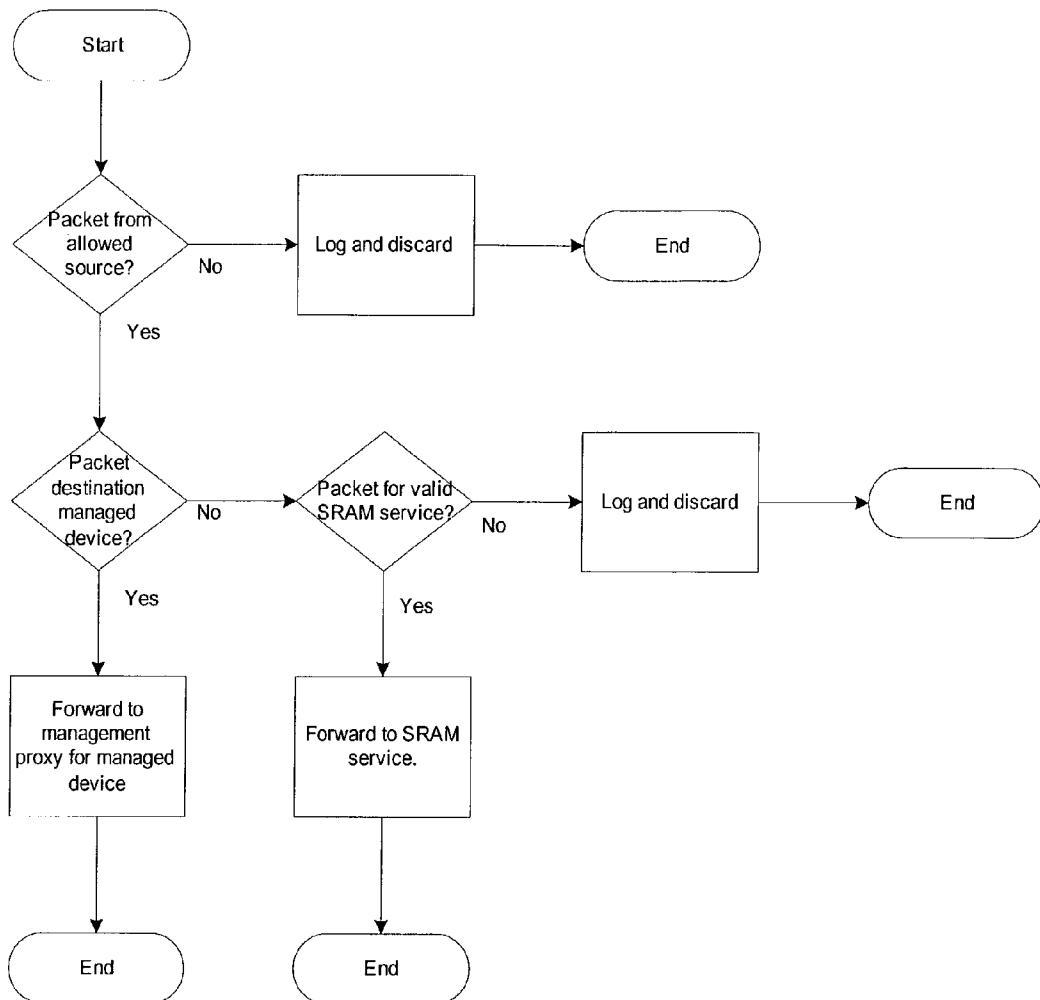 Start
Packet from
allowed
source?
No
Log and discard
End
Yes
Packet
destination
managed
device?
No
Packet for valid
SRAM service?
No
Log and discard
End
Yes
Yes
Forward to
management
proxy for managed
device
Forward to SRAM
service.
End
End